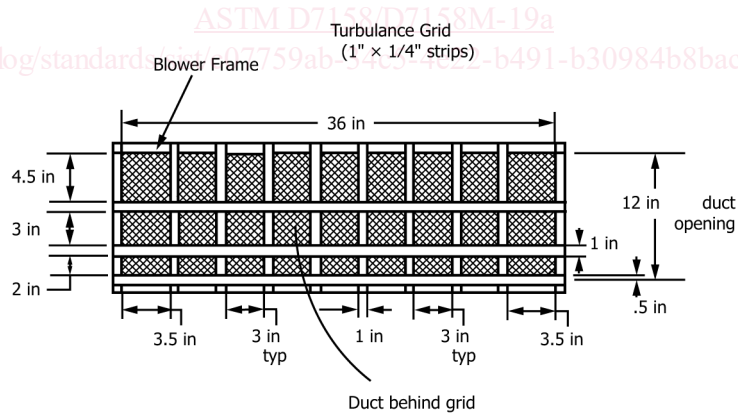 ASTM D7158/D7158M-19a
Turbulance Grid
(1" × 1/4" strips)
Blower Frame
36 in
4.5 in
12 in
duct
opening
3 in
1 in
2 in
.5 in
3.5 in
3 in
typ
1 in
3 in
typ
3.5 in
Duct behind grid